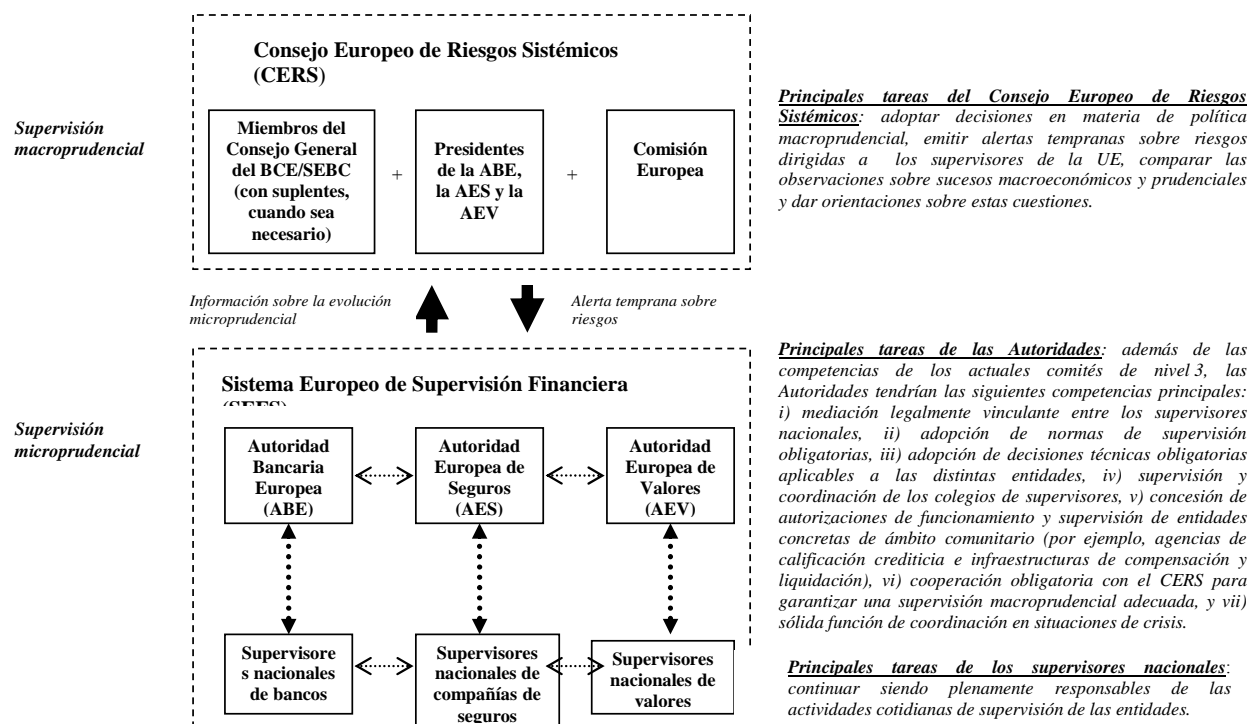 Consejo Europeo de Riesgos Sistémicos
(CERS)
Supervisión
macroprudencial
Miembros del
Consejo General
del BCE/SEBC
(con suplentes,
cuando sea
necesario)
+
Presidentes
de la ABE,
la AES y la
AEV
+
Comisión
Europea
Principales tareas del Consejo Europeo de Riesgos
Sistémicos: adoptar decisiones en materia de política
macroprudencial, emitir alertas tempranas sobre riesgos
dirigidas a los supervisores de la UE, comparar las
observaciones sobre sucesos macroeconómicos y prudenciales
y dar orientaciones sobre estas cuestiones.
Información sobre la evolución
microprudencial
Alerta temprana sobre
riesgos
Sistema Europeo de Supervisión Financiera
Supervisión
microprudencial
Autoridad
Bancaria
Europea
(ABE)
Autoridad
Europea de
Seguros
(AES)
Autoridad
Europea de
Valores
(AEV)
Principales tareas de las Autoridades: además de las
competencias de los actuales comités de nivel 3, las
Autoridades tendrían las siguientes competencias principales:
i) mediación legalmente vinculante entre los supervisores
nacionales, ii) adopción de normas de supervisión
obligatorias, iii) adopción de decisiones técnicas obligatorias
aplicables a las distintas entidades, iv) supervisión y
coordinación de los colegios de supervisores, v) concesión de
autorizaciones de funcionamiento y supervisión de entidades
concretas de ámbito comunitario (por ejemplo, agencias de
calificación crediticia e infraestructuras de compensación y
liquidación), vi) cooperación obligatoria con el CERS para
garantizar una supervisión macroprudencial adecuada, y vii)
sólida función de coordinación en situaciones de crisis.
Supervisore
s nacionales
de bancos
Supervisores
nacionales de
compañías de
seguros
Supervisores
nacionales de
valores
Principales tareas de los supervisores nacionales:
continuar siendo plenamente responsables de las
actividades cotidianas de supervisión de las entidades.